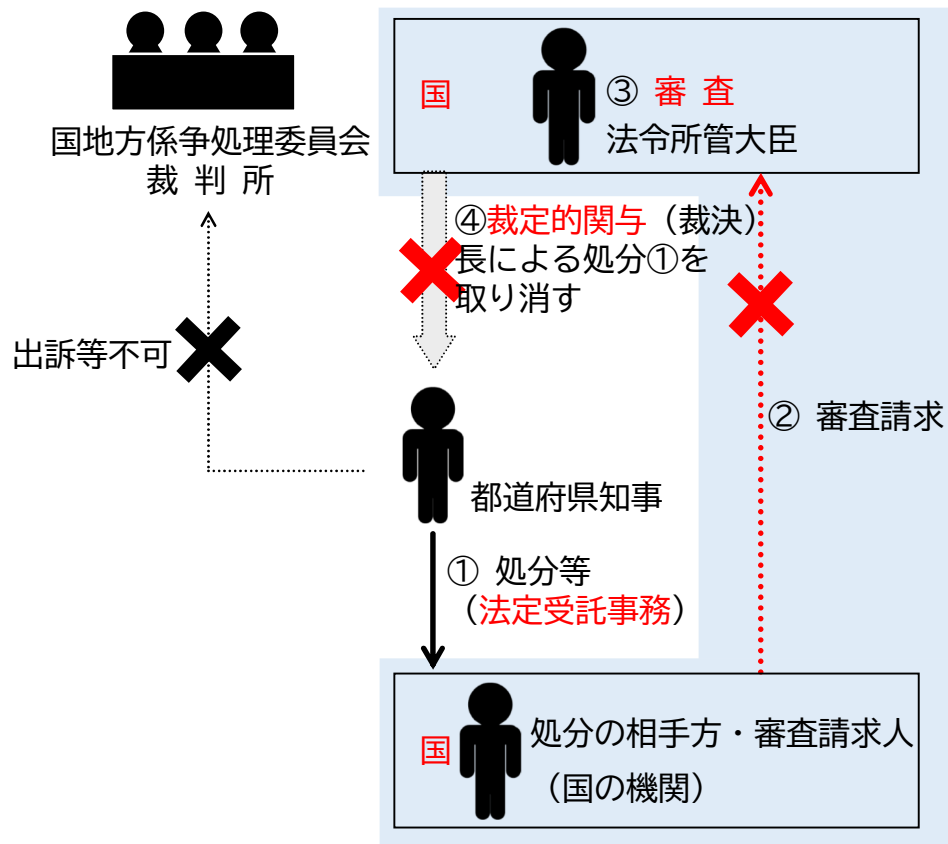 国
③ 審 査
法令所管大臣
国地方係争処理委員会
裁 判 所
④裁定的関与（裁決）
長による処分①を
取り消す
出訴等不可
② 審査請求
都道府県知事
① 処分等
（法定受託事務）
国
処分の相手方・審査請求人
（国の機関）